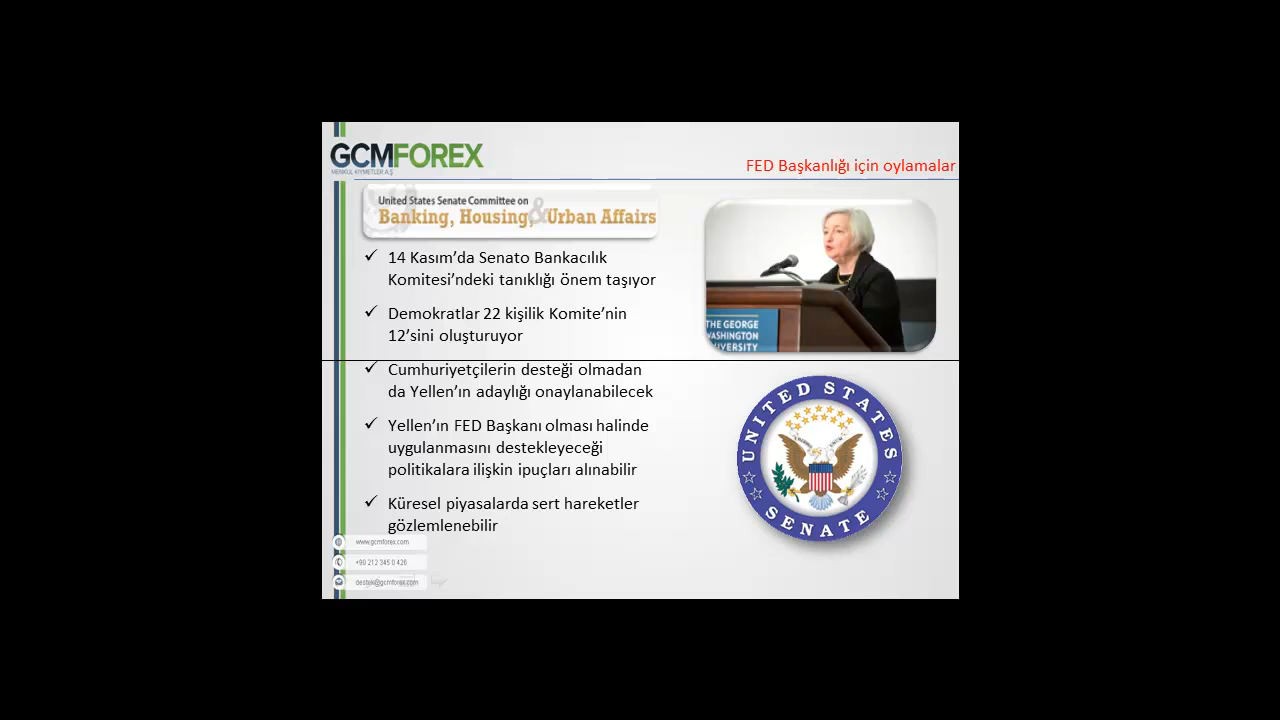 GCMFOREX
MENKUL KIYMETLER A.Ş
FED Başkanlığı için oylamalar
United States Senate Committee on
Banking, Housing, & Urban Affairs
14 Kasım’da Senato Bankacılık
Komitesi’ndeki tanıklığı önem taşıyor
Demokratlar 22 kişilik Komite’nin
12’sini oluşturuyor
Cumhuriyetçilerin desteği olmadan
da Yellen’ın adaylığı onaylanabilecek
Yellen’ın FED Başkanı olması halinde
uygulanmasını destekleyeceği
politikalara ilişkin ipuçları alınabilir
Küresel piyasalarda sert hareketler
gözlemlenebilir
THE GEORGE
WASHINGTON
UNIVERSITY
UNITED STATES
SENATE
www.gcmforex.com
+90 212 345 0 426
destek@gcmforex.com